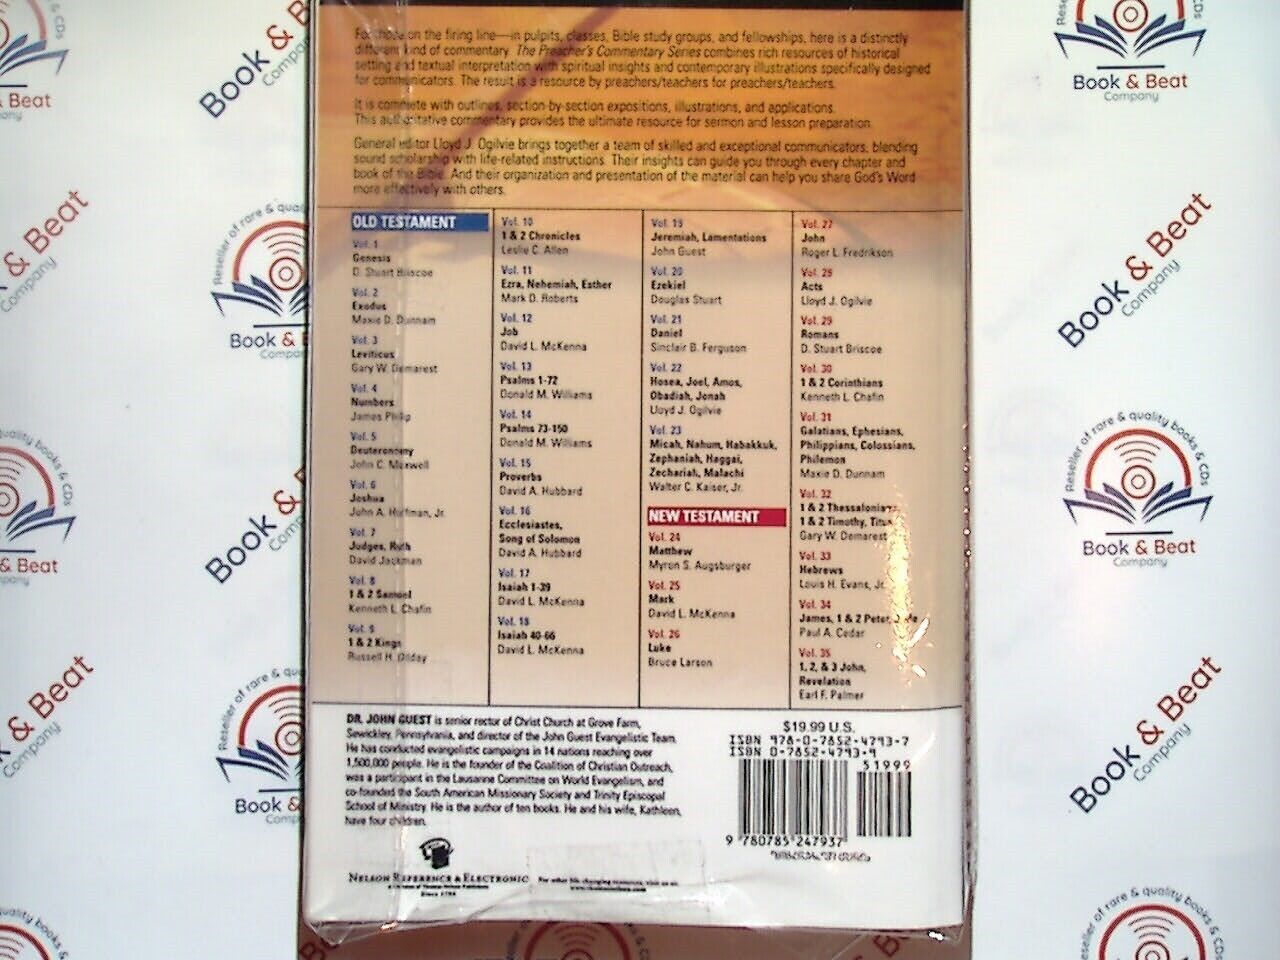 For those on the firing line—in pulpits, classes, Bible study groups, and fellowships, here is a distinctly
different kind of commentary. The Preacher's Commentary Series combines rich resources of historical
setting and textual interpretation with spiritual insights and contemporary illustrations specifically designed
for communicators. The result is a resource by preachers/teachers for preachers/teachers.
It is complete with outlines, section-by-section expositions, illustrations, and applications.
This authoritative commentary provides the ultimate resource for sermon and lesson preparation.
General editor Lloyd J. Ogilvie brings together a team of skilled and exceptional communicators, blending
sound scholarship with life-related instructions. Their insights can guide you through every chapter and
book of the Bible. And their organization and presentation of the material can help you share God's Word
more effectively with others.
OLD TESTAMENT
Vol. 1
Genesis
D. Stuart Briscoe
Vol. 2
Exodus
Maxie D. Dunnam
Vol. 3
Leviticus
Gary W. Demarest
Vol. 4
Numbers
James Philip
Vol. 5
Deuteronomy
John C. Maxwell
Vol. 6
Joshua
John A. Huffman, Jr.
Vol. 7
Judges, Ruth
David Jackman
Vol. 8
1 & 2 Samuel
Kenneth L. Chafin
Vol. 9
1 & 2 Kings
Russell H. Dilday
Vol. 10
1 & 2 Chronicles
Leslie C. Allen
Vol. 11
Ezra, Nehemiah, Esther
Mark D. Roberts
Vol. 12
Job
David L. McKenna
Vol. 13
Psalms 1-72
Donald M. Williams
Vol. 14
Psalms 73-150
Donald M. Williams
Vol. 15
Proverbs
David A. Hubbard
Vol. 16
Ecclesiastes,
Song of Solomon
David A. Hubbard
Vol. 17
Isaiah 1-39
David L. McKenna
Vol. 18
Isaiah 40-66
David L. McKenna
Vol. 19
Jeremiah, Lamentations
John Guest
Vol. 20
Ezekiel
Douglas Stuart
Vol. 21
Daniel
Sinclair B. Ferguson
Vol. 22
Hosea, Joel, Amos,
Obadiah, Jonah
Lloyd J. Ogilvie
Vol. 23
Micah, Nahum, Habakkuk,
Zephaniah, Haggai,
Zechariah, Malachi
Walter C. Kaiser, Jr.
NEW TESTAMENT
Vol. 24
Matthew
Myron S. Augsburger
Vol. 25
Mark
David L. McKenna
Vol. 26
Luke
Bruce Larson
Vol. 27
John
Roger L. Fredrikson
Vol. 28
Acts
Lloyd J. Ogilvie
Vol. 29
Romans
D. Stuart Briscoe
Vol. 30
1 & 2 Corinthians
Kenneth L. Chafin
Vol. 31
Galatians, Ephesians,
Philippians, Colossians,
Philemon
Maxie D. Dunnam
Vol. 32
1 & 2 Thessalonians
1 & 2 Timothy, Titus
Gary W. Demarest
Vol. 33
Hebrews
Louis H. Evans, Jr.
Vol. 34
James, 1 & 2 Peter, Jude
Paul A. Cedar
Vol. 35
1, 2, & 3 John,
Revelation
Earl F. Palmer
DR. JOHN GUEST is senior rector of Christ Church at Grove Farm,
Sewickley, Pennsylvania, and director of the John Guest Evangelistic Team.
He has conducted evangelistic campaigns in 14 nations reaching over
1,500,000 people. He is the founder of the Coalition of Christian Outreach,
was a participant in the Lausanne Committee on World Evangelism, and
co-founded the South American Missionary Society and Trinity Episcopal
School of Ministry. He is the author of ten books. He and his wife, Kathleen,
have four children.
NELSON REFERENCE & ELECTRONIC
A Division of Thomas Nelson Publishers
Since 1798
For other life-changing resources, visit us at:
www.thomasnelson.com
$19.99 U.S.
ISBN 978-0-7852-4793-7
ISBN 0-7852-4793-9
51999
9 780785 247937
Reseller of rare & quality books & CDs
Book & Beat
Company